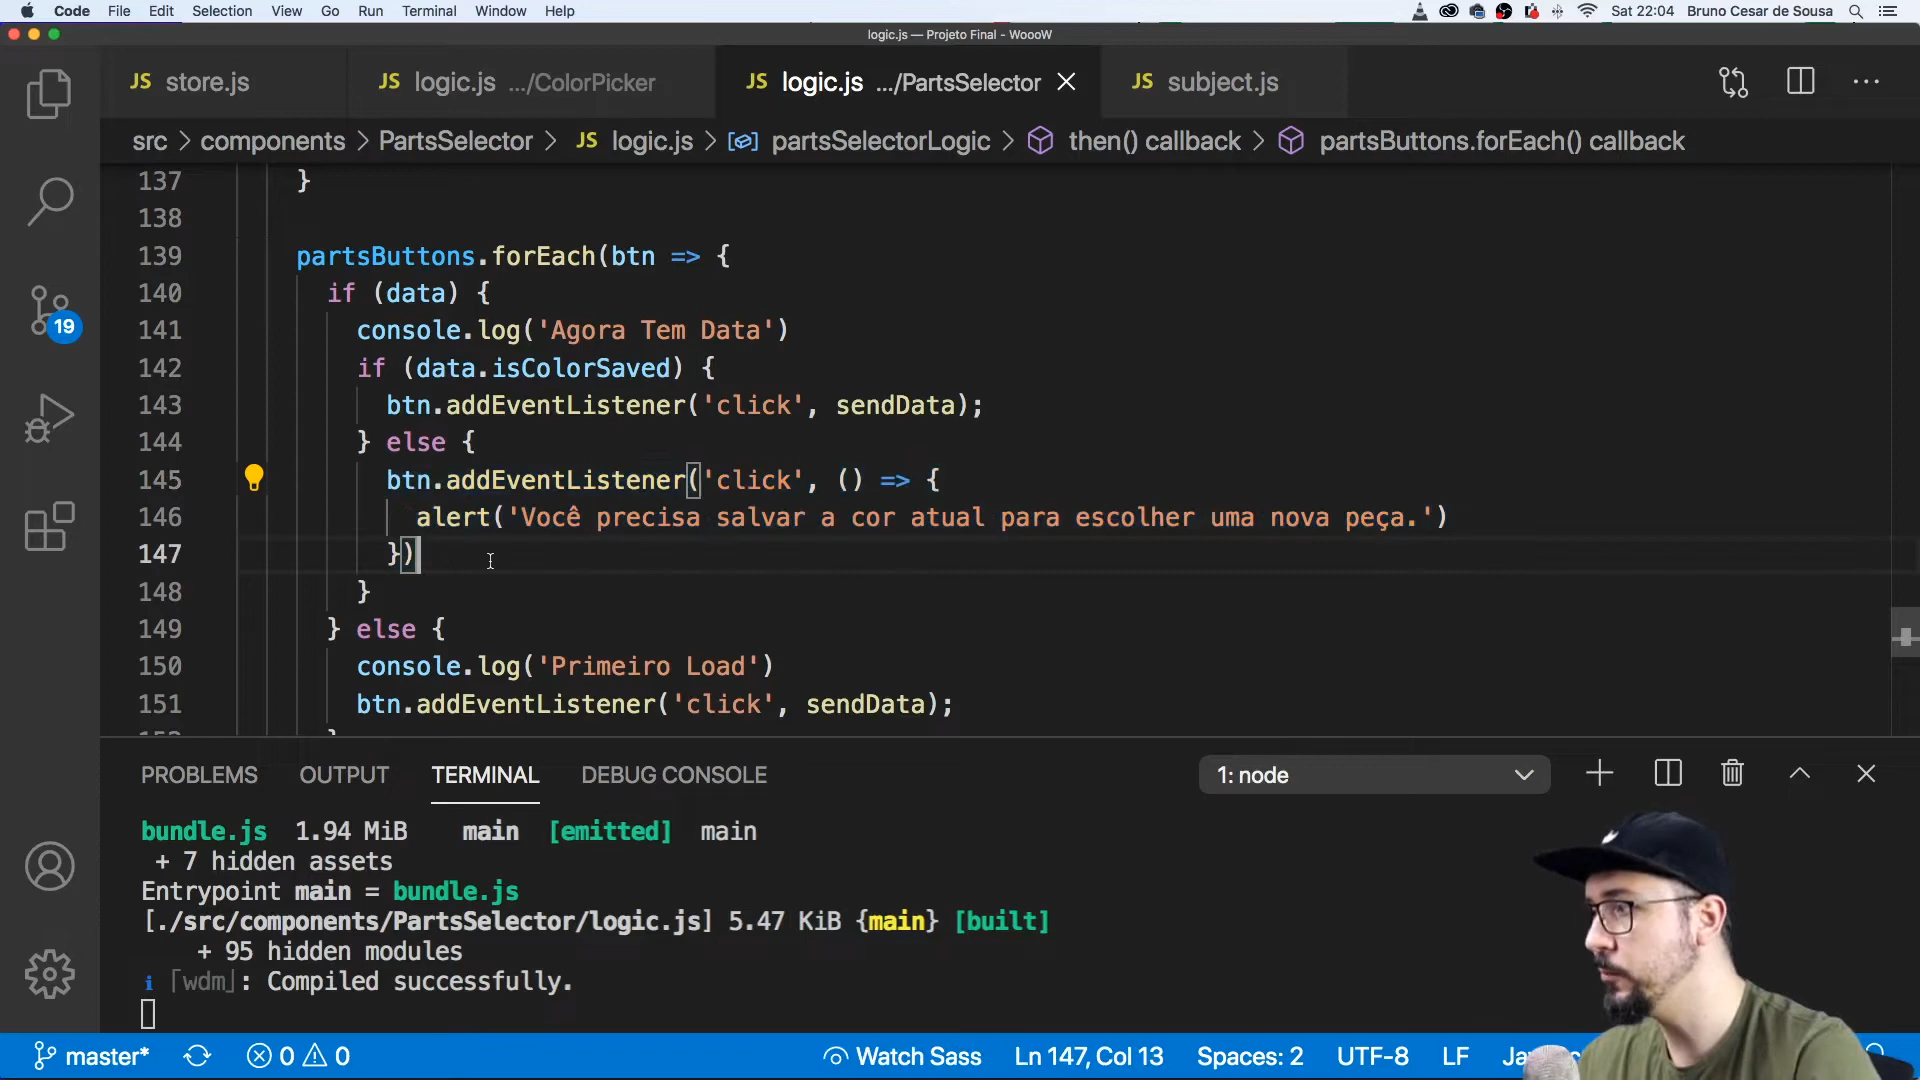 Code File Edit Selection View Go Run Terminal Window Help Sat 22:04 Bruno Cesar de Sousa
logic.js — Projeto Final - WoooW
JS store.js JS logic.js .../ColorPicker JS logic.js .../PartsSelector JS subject.js
src > components > PartsSelector > JS logic.js > partsSelectorLogic > then() callback > partsButtons.forEach() callback
137 }
138
139 partsButtons.forEach(btn => {
140 if (data) {
141 console.log('Agora Tem Data')
142 if (data.isColorSaved) {
143 btn.addEventListener('click', sendData);
144 } else {
145 btn.addEventListener('click', () => {
146 alert('Você precisa salvar a cor atual para escolher uma nova peça.')
147 })
148 }
149 } else {
150 console.log('Primeiro Load')
151 btn.addEventListener('click', sendData);
19
PROBLEMS OUTPUT TERMINAL DEBUG CONSOLE 1: node
bundle.js 1.94 MiB main [emitted] main
+ 7 hidden assets
Entrypoint main = bundle.js
[./src/components/PartsSelector/logic.js] 5.47 KiB {main} [built]
+ 95 hidden modules
i ｢wdm｣: Compiled successfully.
master* 0 0 Watch Sass Ln 147, Col 13 Spaces: 2 UTF-8 LF